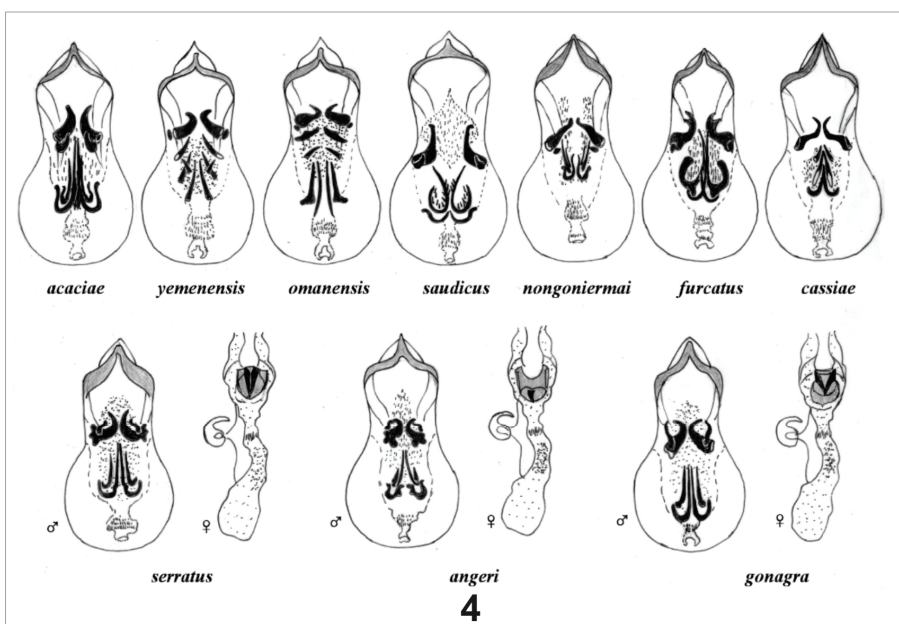 acaciae yemenensis omanensis saudicus nongoniermai furcatus cassiae
♂ ♀ ♂ ♀ ♂ ♀
serratus angeri gonagra
4